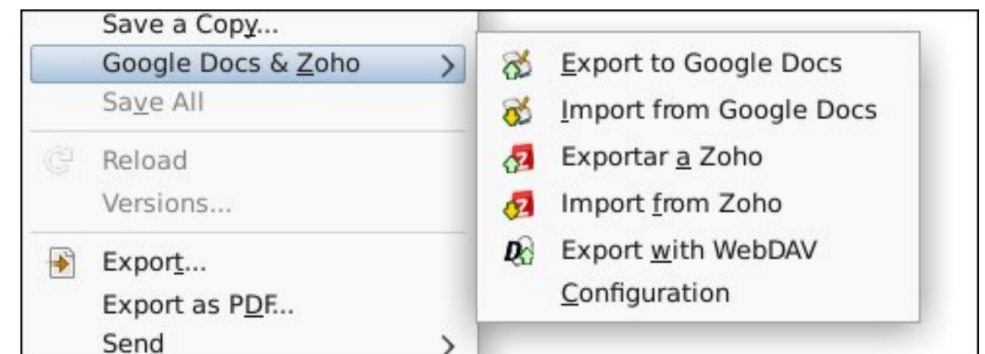 Save a Copy...
Google Docs & Zoho
Save All
Reload
Versions...
Export...
Export as PDF...
Send
Export to Google Docs
Import from Google Docs
Exportar a Zoho
Import from Zoho
Export with WebDAV
Configuration